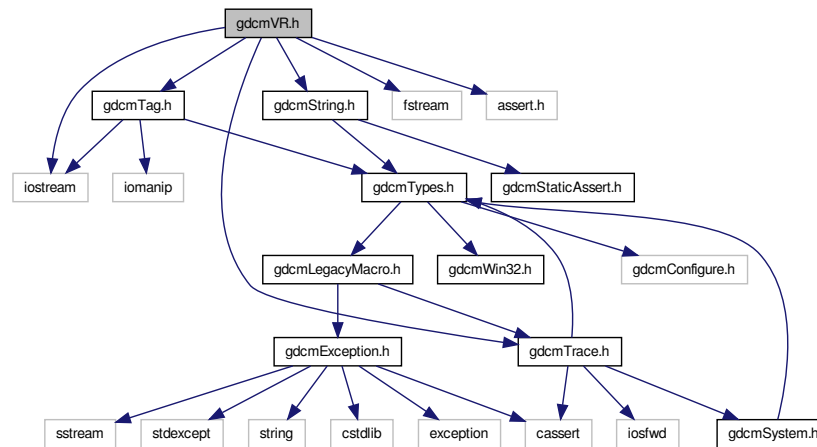 gdcmVR.h
gdcmTag.h
gdcmString.h
fstream
assert.h
iostream
iomanip
gdcmTypes.h
gdcmStaticAssert.h
gdcmLegacyMacro.h
gdcmWin32.h
gdcmConfigure.h
gdcmException.h
gdcmTrace.h
sstream
stdexcept
string
cstdlib
exception
cassert
iosfwd
gdcmSystem.h